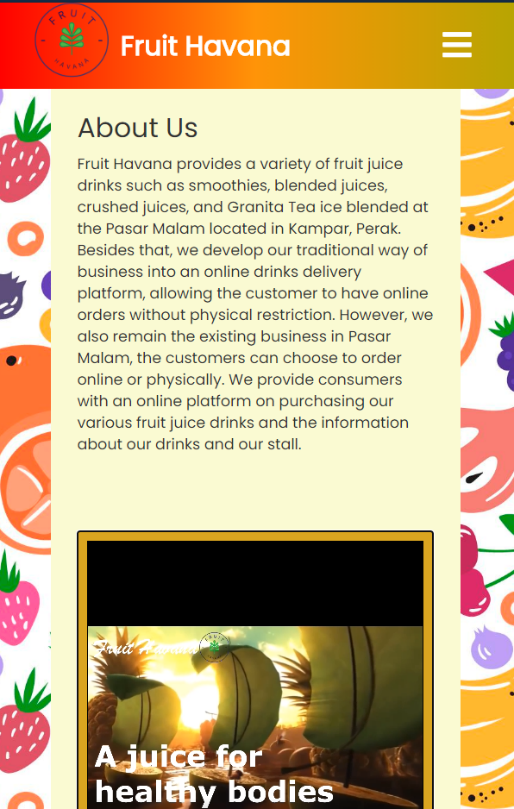 FRUIT
HAVANA
Fruit Havana
About Us
Fruit Havana provides a variety of fruit juice
drinks such as smoothies, blended juices,
crushed juices, and Granita Tea ice blended at
the Pasar Malam located in Kampar, Perak.
Besides that, we develop our traditional way of
business into an online drinks delivery
platform, allowing the customer to have online
orders without physical restriction. However, we
also remain the existing business in Pasar
Malam, the customers can choose to order
online or physically. We provide consumers
with an online platform on purchasing our
various fruit juice drinks and the information
about our drinks and our stall.
Fruit Havana
FRUIT
A juice for
healthy bodies